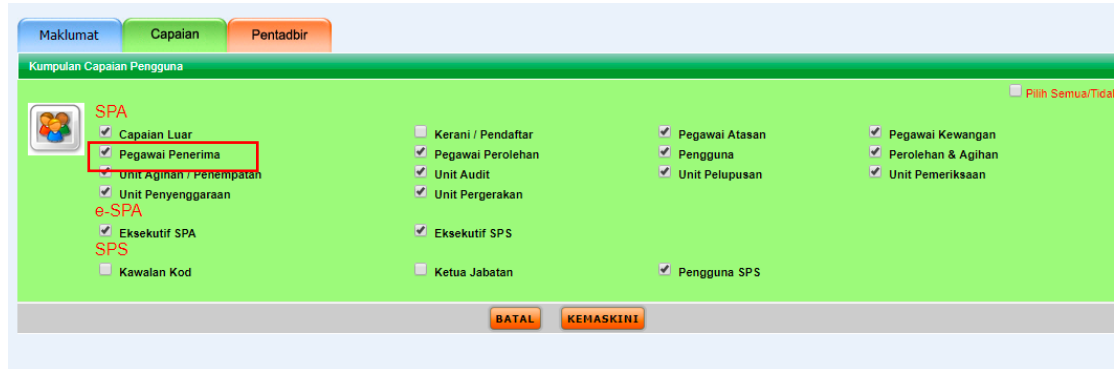 Maklumat Capaian Pentadbir
Kumpulan Capaian Pengguna
Pilih Semua/Tidak
SPA
Capaian Luar Kerani / Pendaftar Pegawai Atasan Pegawai Kewangan
Pegawai Penerima Pegawai Perolehan Pengguna Perolehan & Agihan
Unit Agihan / Penempatan Unit Audit Unit Pelupusan Unit Pemeriksaan
Unit Penyenggaraan Unit Pergerakan
e-SPA
Eksekutif SPA Eksekutif SPS
SPS
Kawalan Kod Ketua Jabatan Pengguna SPS
BATAL KEMASKINI